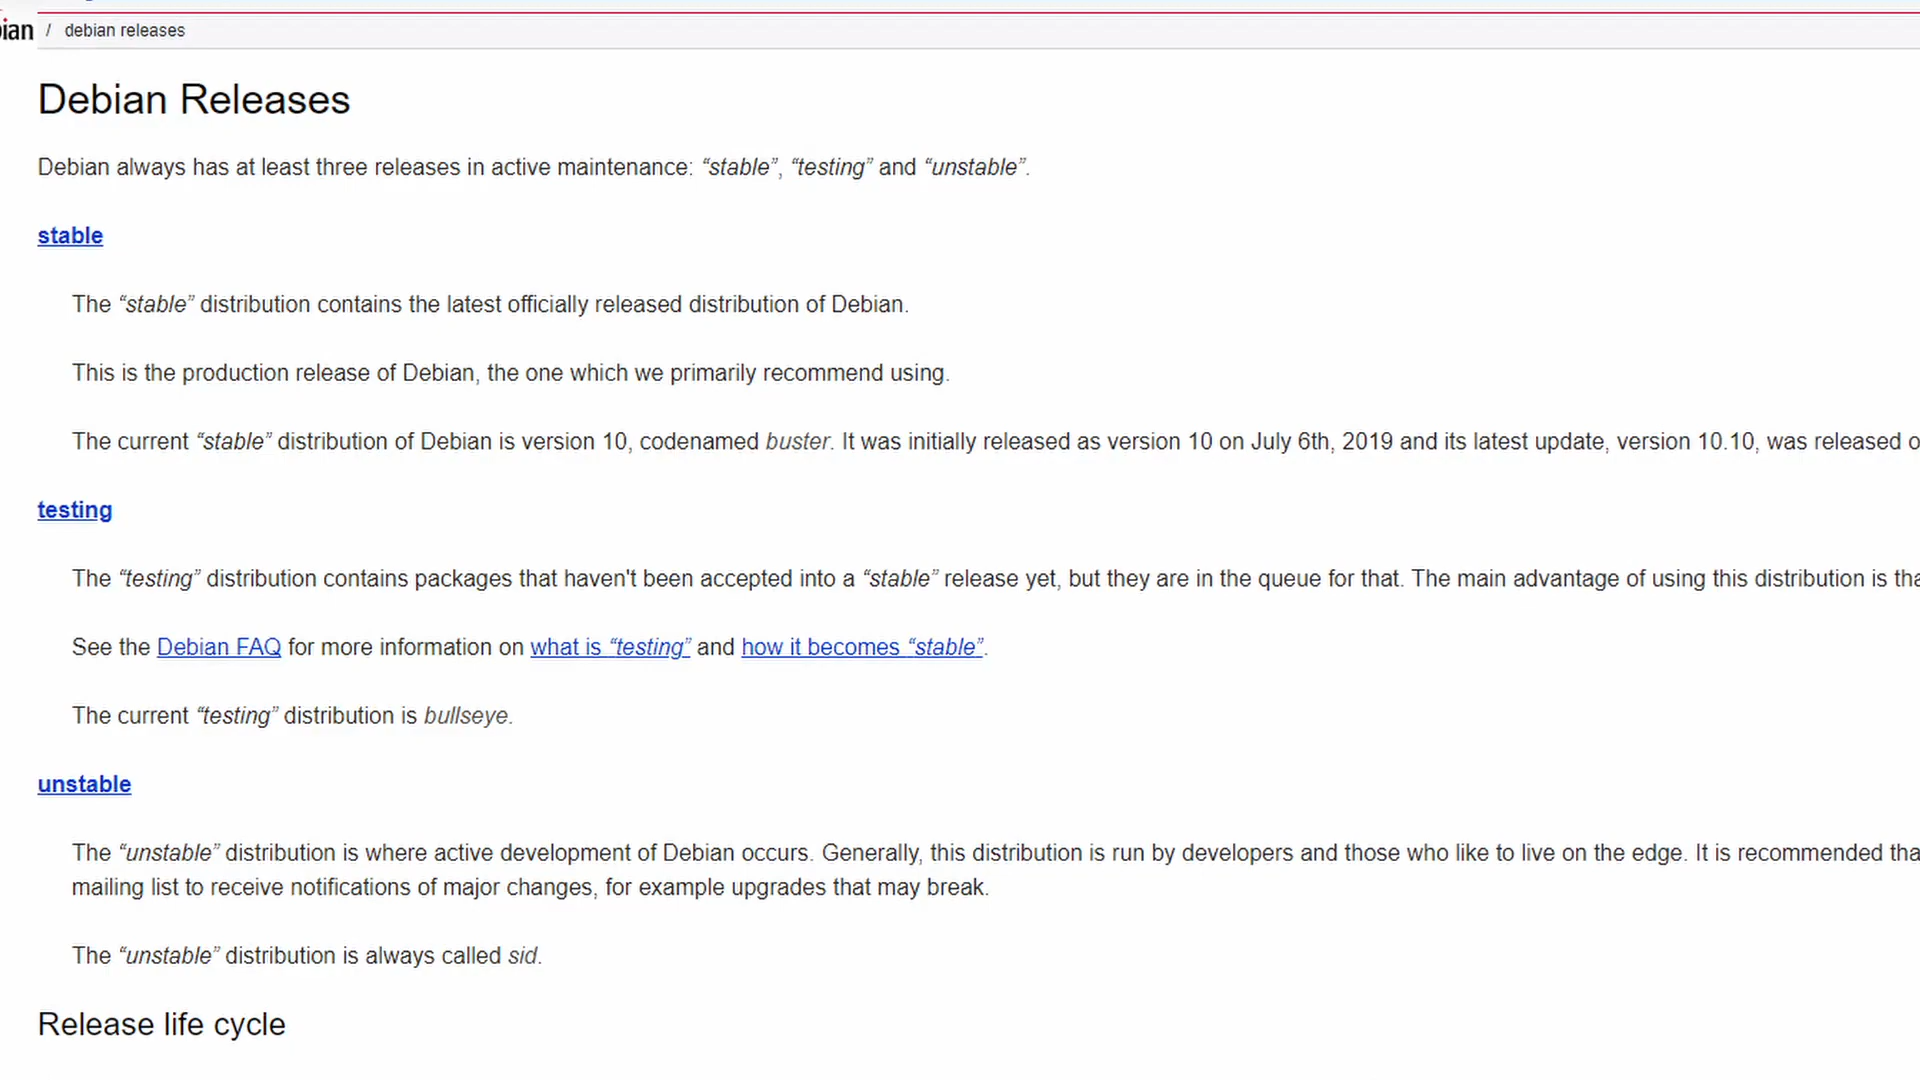 / debian releases
Debian Releases
Debian always has at least three releases in active maintenance: “stable”, “testing” and “unstable”.
stable
The “stable” distribution contains the latest officially released distribution of Debian.
This is the production release of Debian, the one which we primarily recommend using.
The current “stable” distribution of Debian is version 10, codenamed buster. It was initially released as version 10 on July 6th, 2019 and its latest update, version 10.10, was released
testing
The “testing” distribution contains packages that haven't been accepted into a “stable” release yet, but they are in the queue for that. The main advantage of using this distribution is
See the Debian FAQ for more information on what is “testing” and how it becomes “stable”.
The current “testing” distribution is bullseye.
unstable
The “unstable” distribution is where active development of Debian occurs. Generally, this distribution is run by developers and those who like to live on the edge. It is recommended
mailing list to receive notifications of major changes, for example upgrades that may break.
The “unstable” distribution is always called sid.
Release life cycle